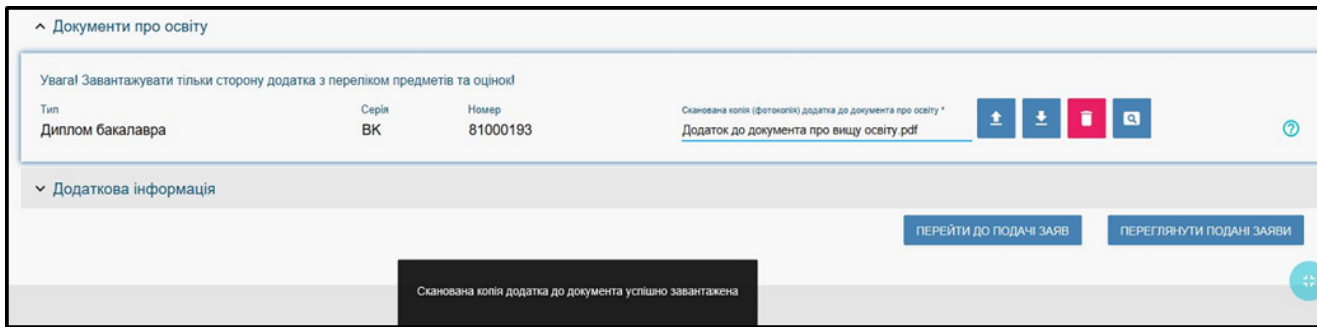 Документи про освіту
Увага! Завантажувати тільки сторону додатка з переліком предметів та оцінок!
Тип Серія Номер Сканована копія (фотокопія) додатка до документа про освіту *
Диплом бакалавра ВК 81000193 Додаток до документа про вищу освіту.pdf
Додаткова інформація
ПЕРЕЙТИ ДО ПОДАЧІ ЗАЯВ ПЕРЕГЛЯНУТИ ПОДАНІ ЗАЯВИ
Сканована копія додатка до документа успішно завантажена